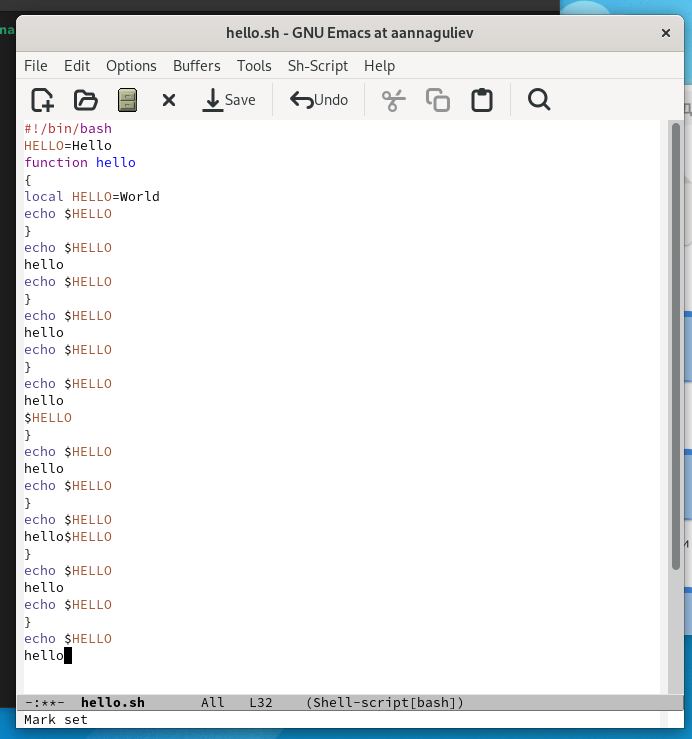 na
hello.sh - GNU Emacs at aannaguliev
File Edit Options Buffers Tools Sh-Script Help
Save Undo
#!/bin/bash
HELLO=Hello
function hello
{
local HELLO=World
echo $HELLO
}
echo $HELLO
hello
echo $HELLO
}
echo $HELLO
hello
echo $HELLO
}
echo $HELLO
hello
$HELLO
}
echo $HELLO
hello
echo $HELLO
}
echo $HELLO
hello$HELLO
}
echo $HELLO
hello
echo $HELLO
}
echo $HELLO
hello
-:**- hello.sh All L32 (Shell-script[bash])
Mark set